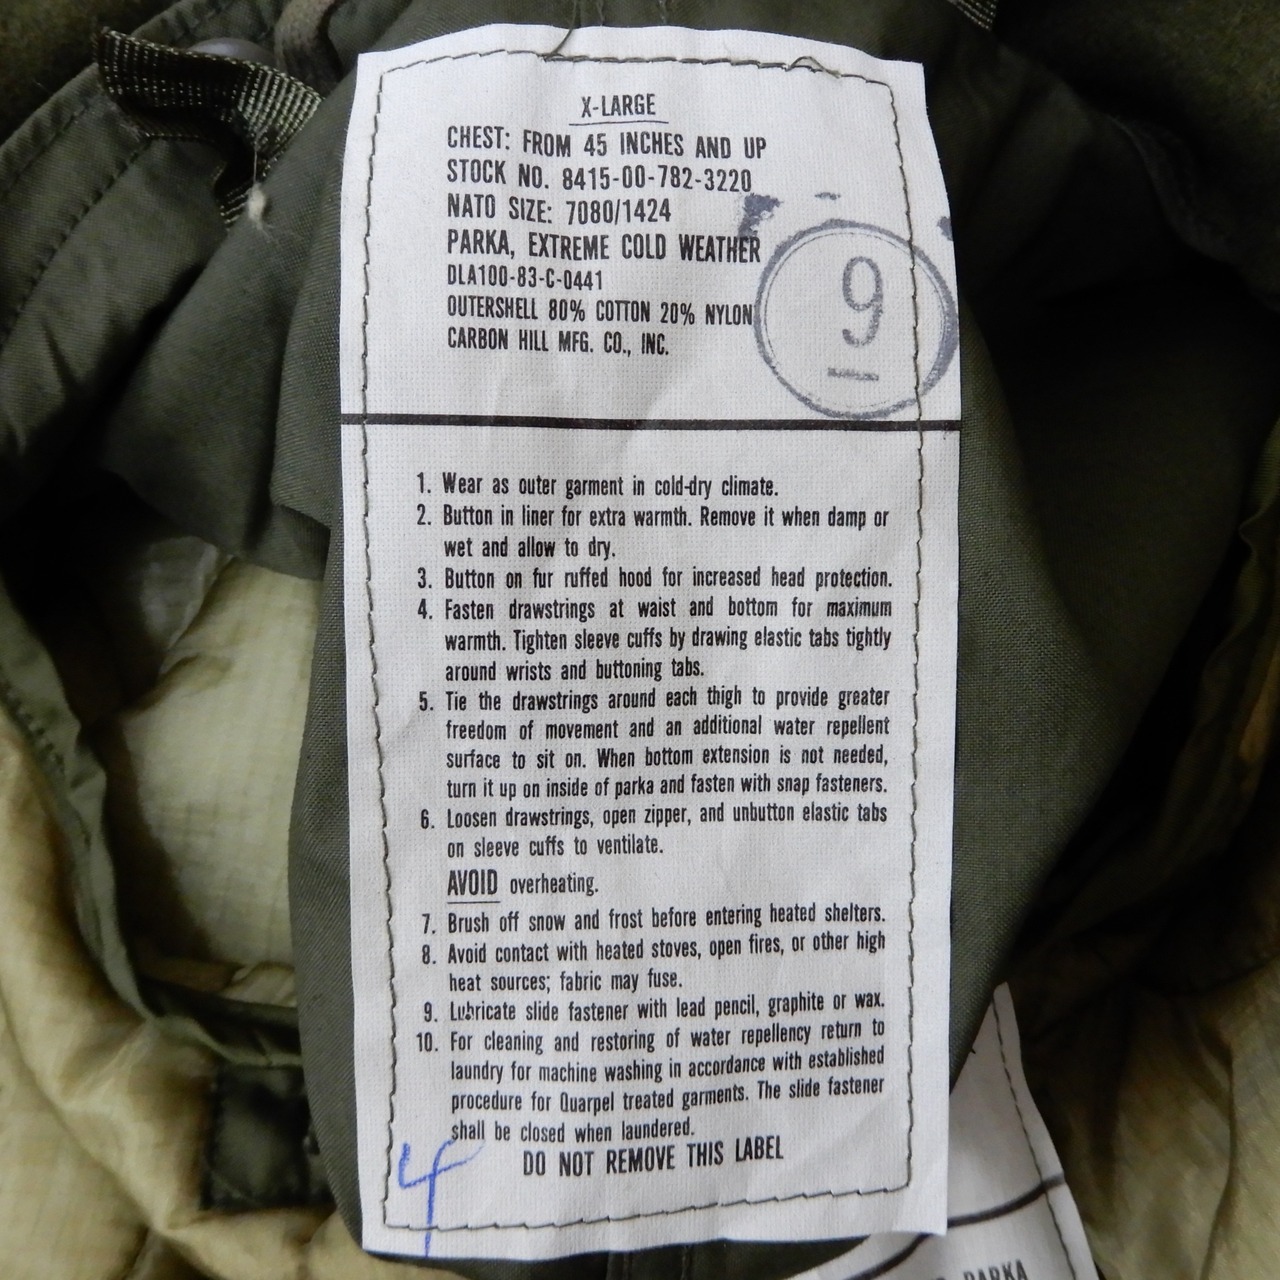 X-LARGE
CHEST: FROM 45 INCHES AND UP
STOCK NO. 8415-00-782-3220
NATO SIZE: 7080/1424
PARKA, EXTREME COLD WEATHER
DLA100-83-C-0441
OUTERSHELL 80% COTTON 20% NYLON
CARBON HILL MFG. CO., INC.
9
1. Wear as outer garment in cold-dry climate.
2. Button in liner for extra warmth. Remove it when damp or
wet and allow to dry.
3. Button on fur ruffed hood for increased head protection.
4. Fasten drawstrings at waist and bottom for maximum
warmth. Tighten sleeve cuffs by drawing elastic tabs tightly
around wrists and buttoning tabs.
5. Tie the drawstrings around each thigh to provide greater
freedom of movement and an additional water repellent
surface to sit on. When bottom extension is not needed,
turn it up on inside of parka and fasten with snap fasteners.
6. Loosen drawstrings, open zipper, and unbutton elastic tabs
on sleeve cuffs to ventilate.
AVOID overheating.
7. Brush off snow and frost before entering heated shelters.
8. Avoid contact with heated stoves, open fires, or other high
heat sources; fabric may fuse.
9. Lubricate slide fastener with lead pencil, graphite or wax.
10. For cleaning and restoring of water repellency return to
laundry for machine washing in accordance with established
procedure for Quarpel treated garments. The slide fastener
shall be closed when laundered.
DO NOT REMOVE THIS LABEL
4
PARKA